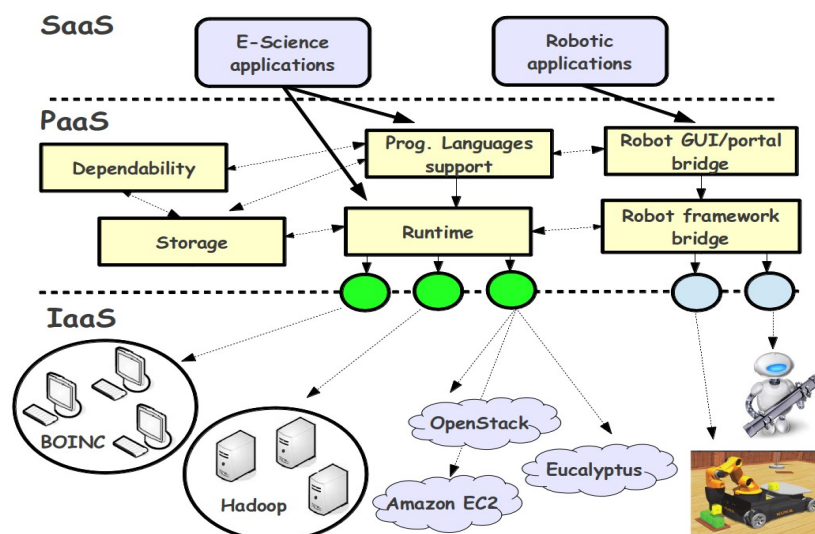 SaaS
E-Science
applications
Robotic
applications
PaaS
Dependability
Prog. Languages
support
Robot GUI/portal
bridge
Storage
Runtime
Robot framework
bridge
IaaS
BOINC
Hadoop
OpenStack
Amazon EC2
Eucalyptus